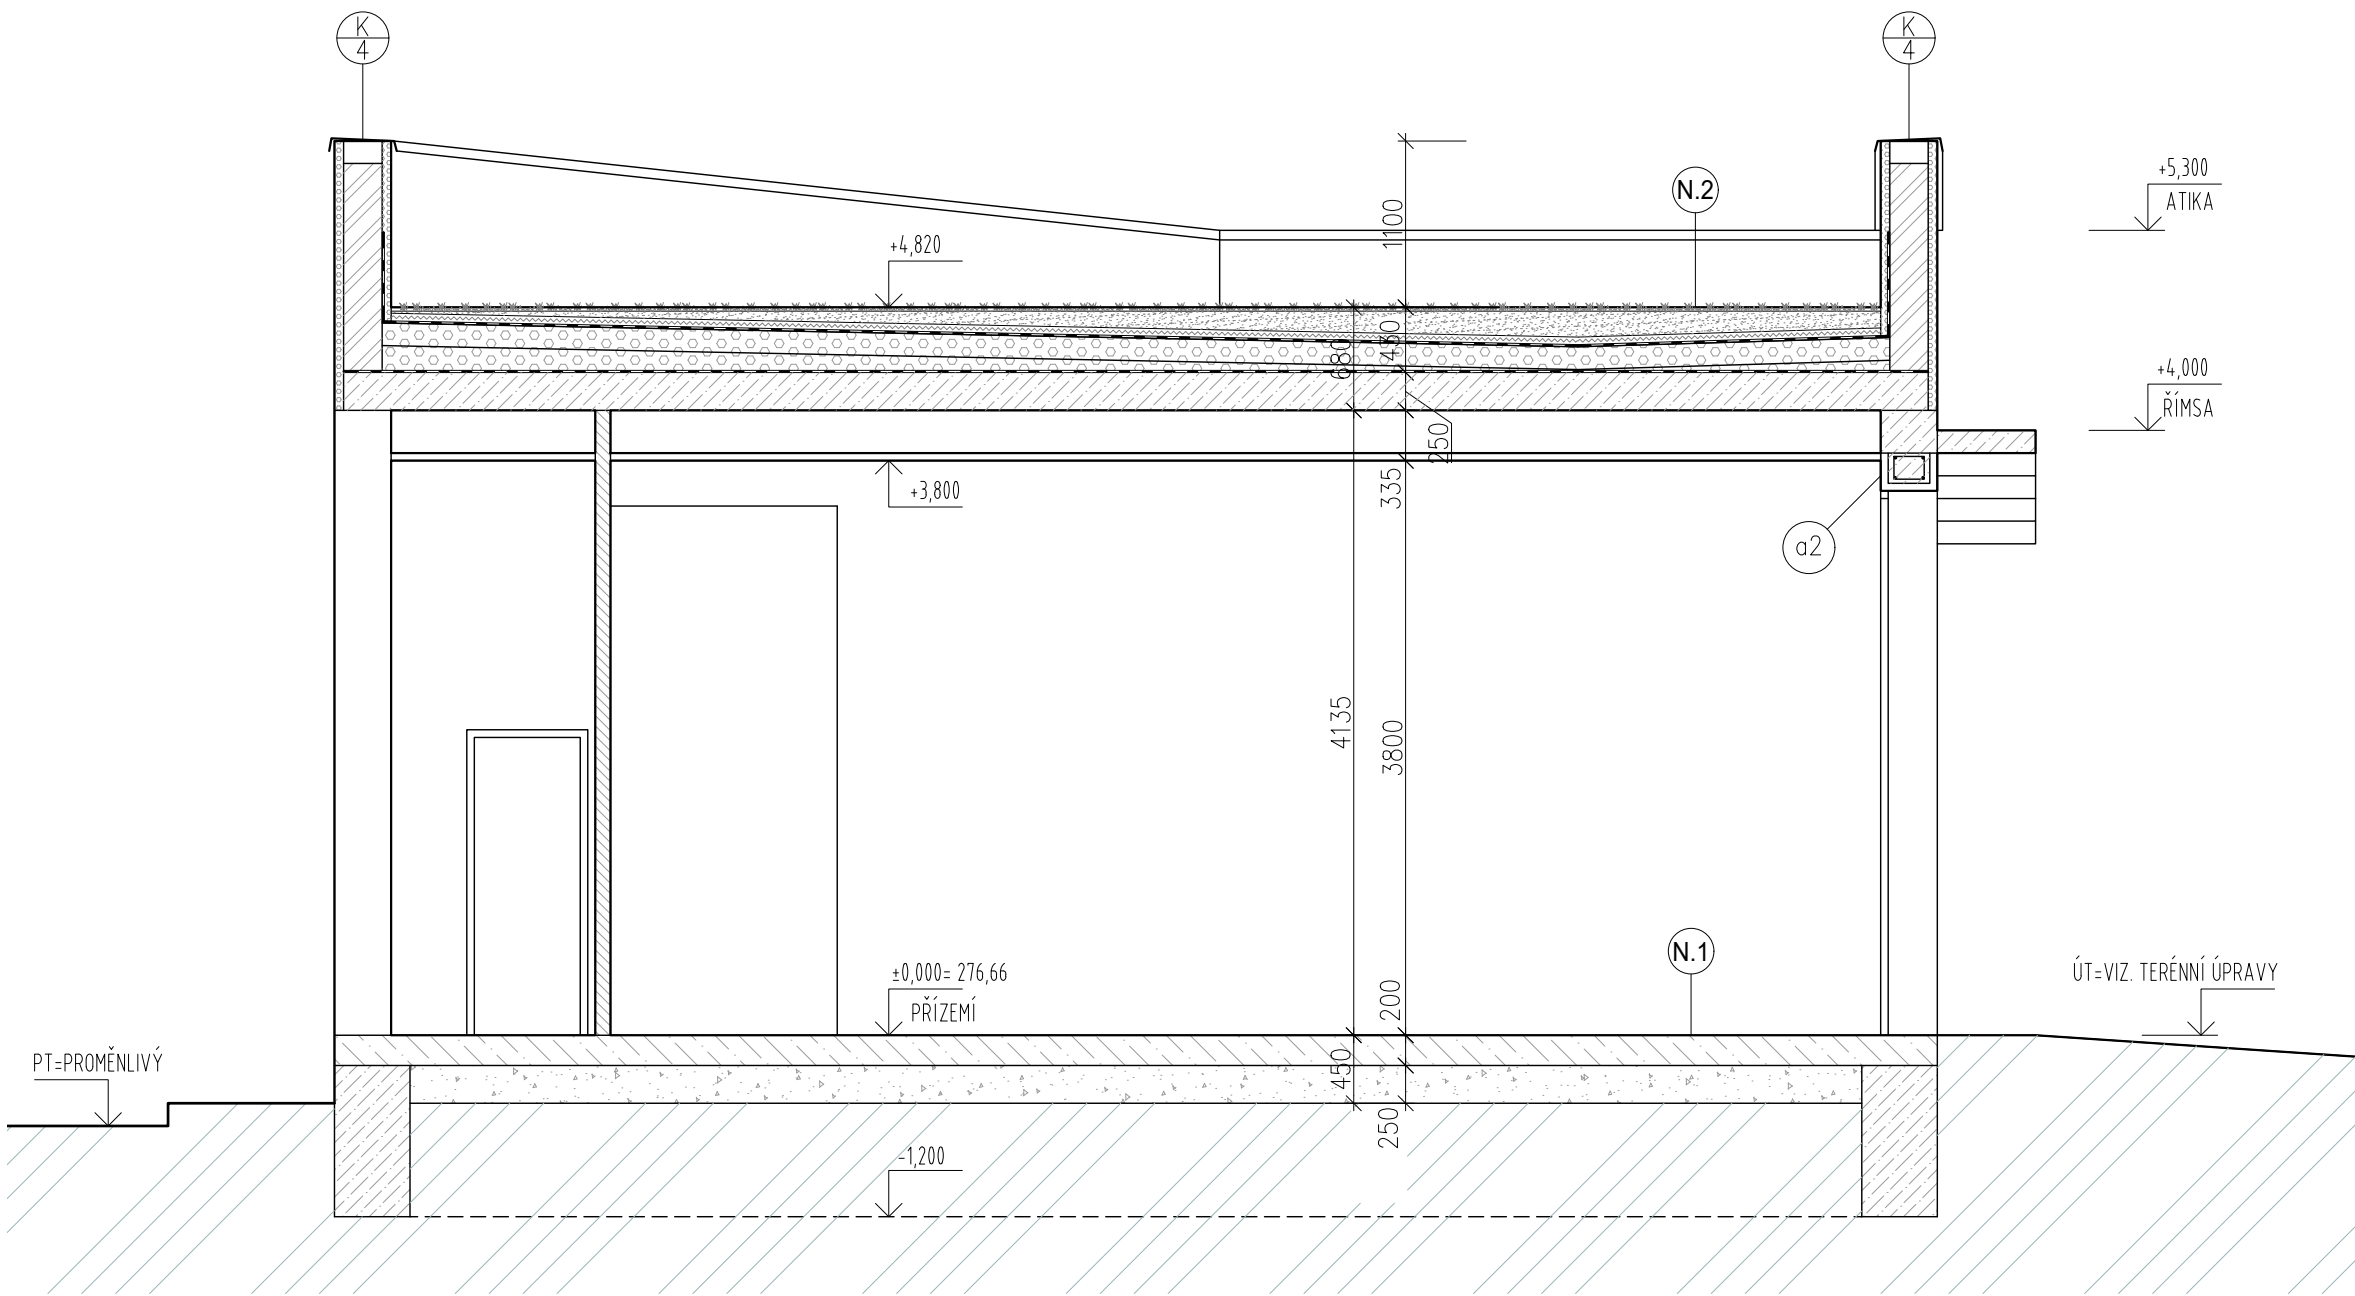 K
4
K
4
+5,300
ATIKA
N.2
1100
+4,820
430
680
+4,000
ŘÍMSA
250
335
+3,800
a2
4135
3800
N.1
±0,000= 276,66
PŘÍZEMÍ
ÚT=VIZ. TERÉNNÍ ÚPRAVY
200
PT=PROMĚNLIVÝ
450
250
-1,200